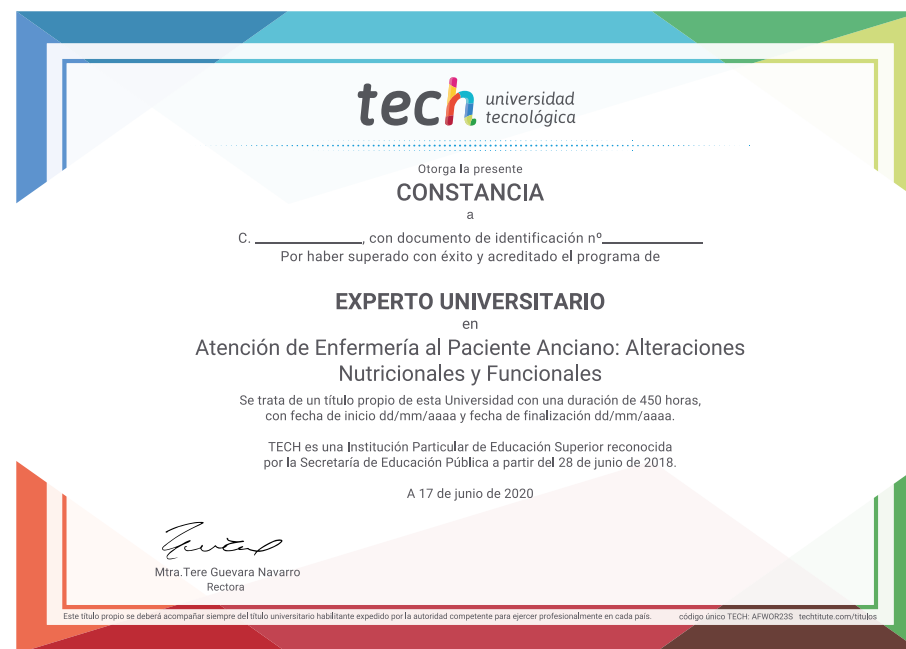 tech universidad
tecnológica
Otorga la presente
CONSTANCIA
a
C. ____________, con documento de identificación nº____________
Por haber superado con éxito y acreditado el programa de
EXPERTO UNIVERSITARIO
en
Atención de Enfermería al Paciente Anciano: Alteraciones
Nutricionales y Funcionales
Se trata de un título propio de esta Universidad con una duración de 450 horas,
con fecha de inicio dd/mm/aaaa y fecha de finalización dd/mm/aaaa.
TECH es una Institución Particular de Educación Superior reconocida
por la Secretaría de Educación Pública a partir del 28 de junio de 2018.
A 17 de junio de 2020
Mtra.Tere Guevara Navarro
Rectora
Este título propio se deberá acompañar siempre del título universitario habilitante expedido por la autoridad competente para ejercer profesionalmente en cada país. código único TECH: AFWOR23S techtitute.com/titulos